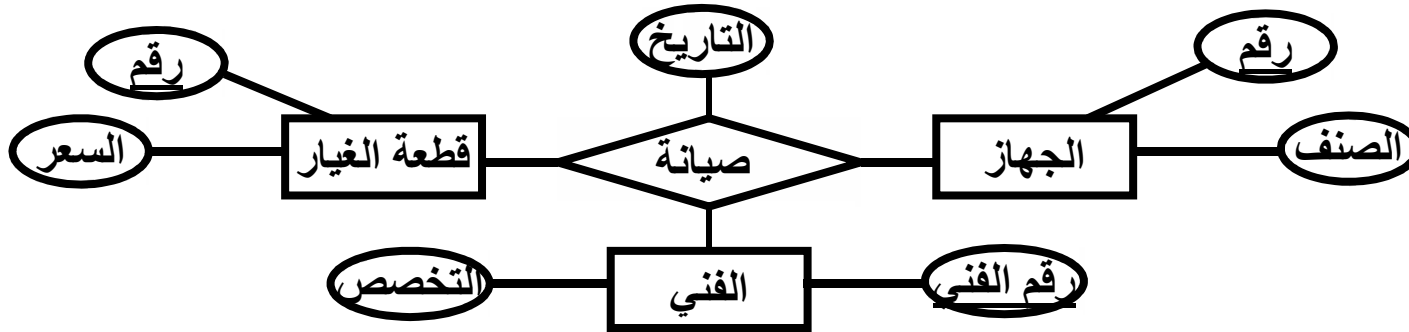 التاريخ
رقم
رقم
الصنف
الجهاز
صيانة
قطعة الغيار
السعر
رقم الفني
الفني
التخصص